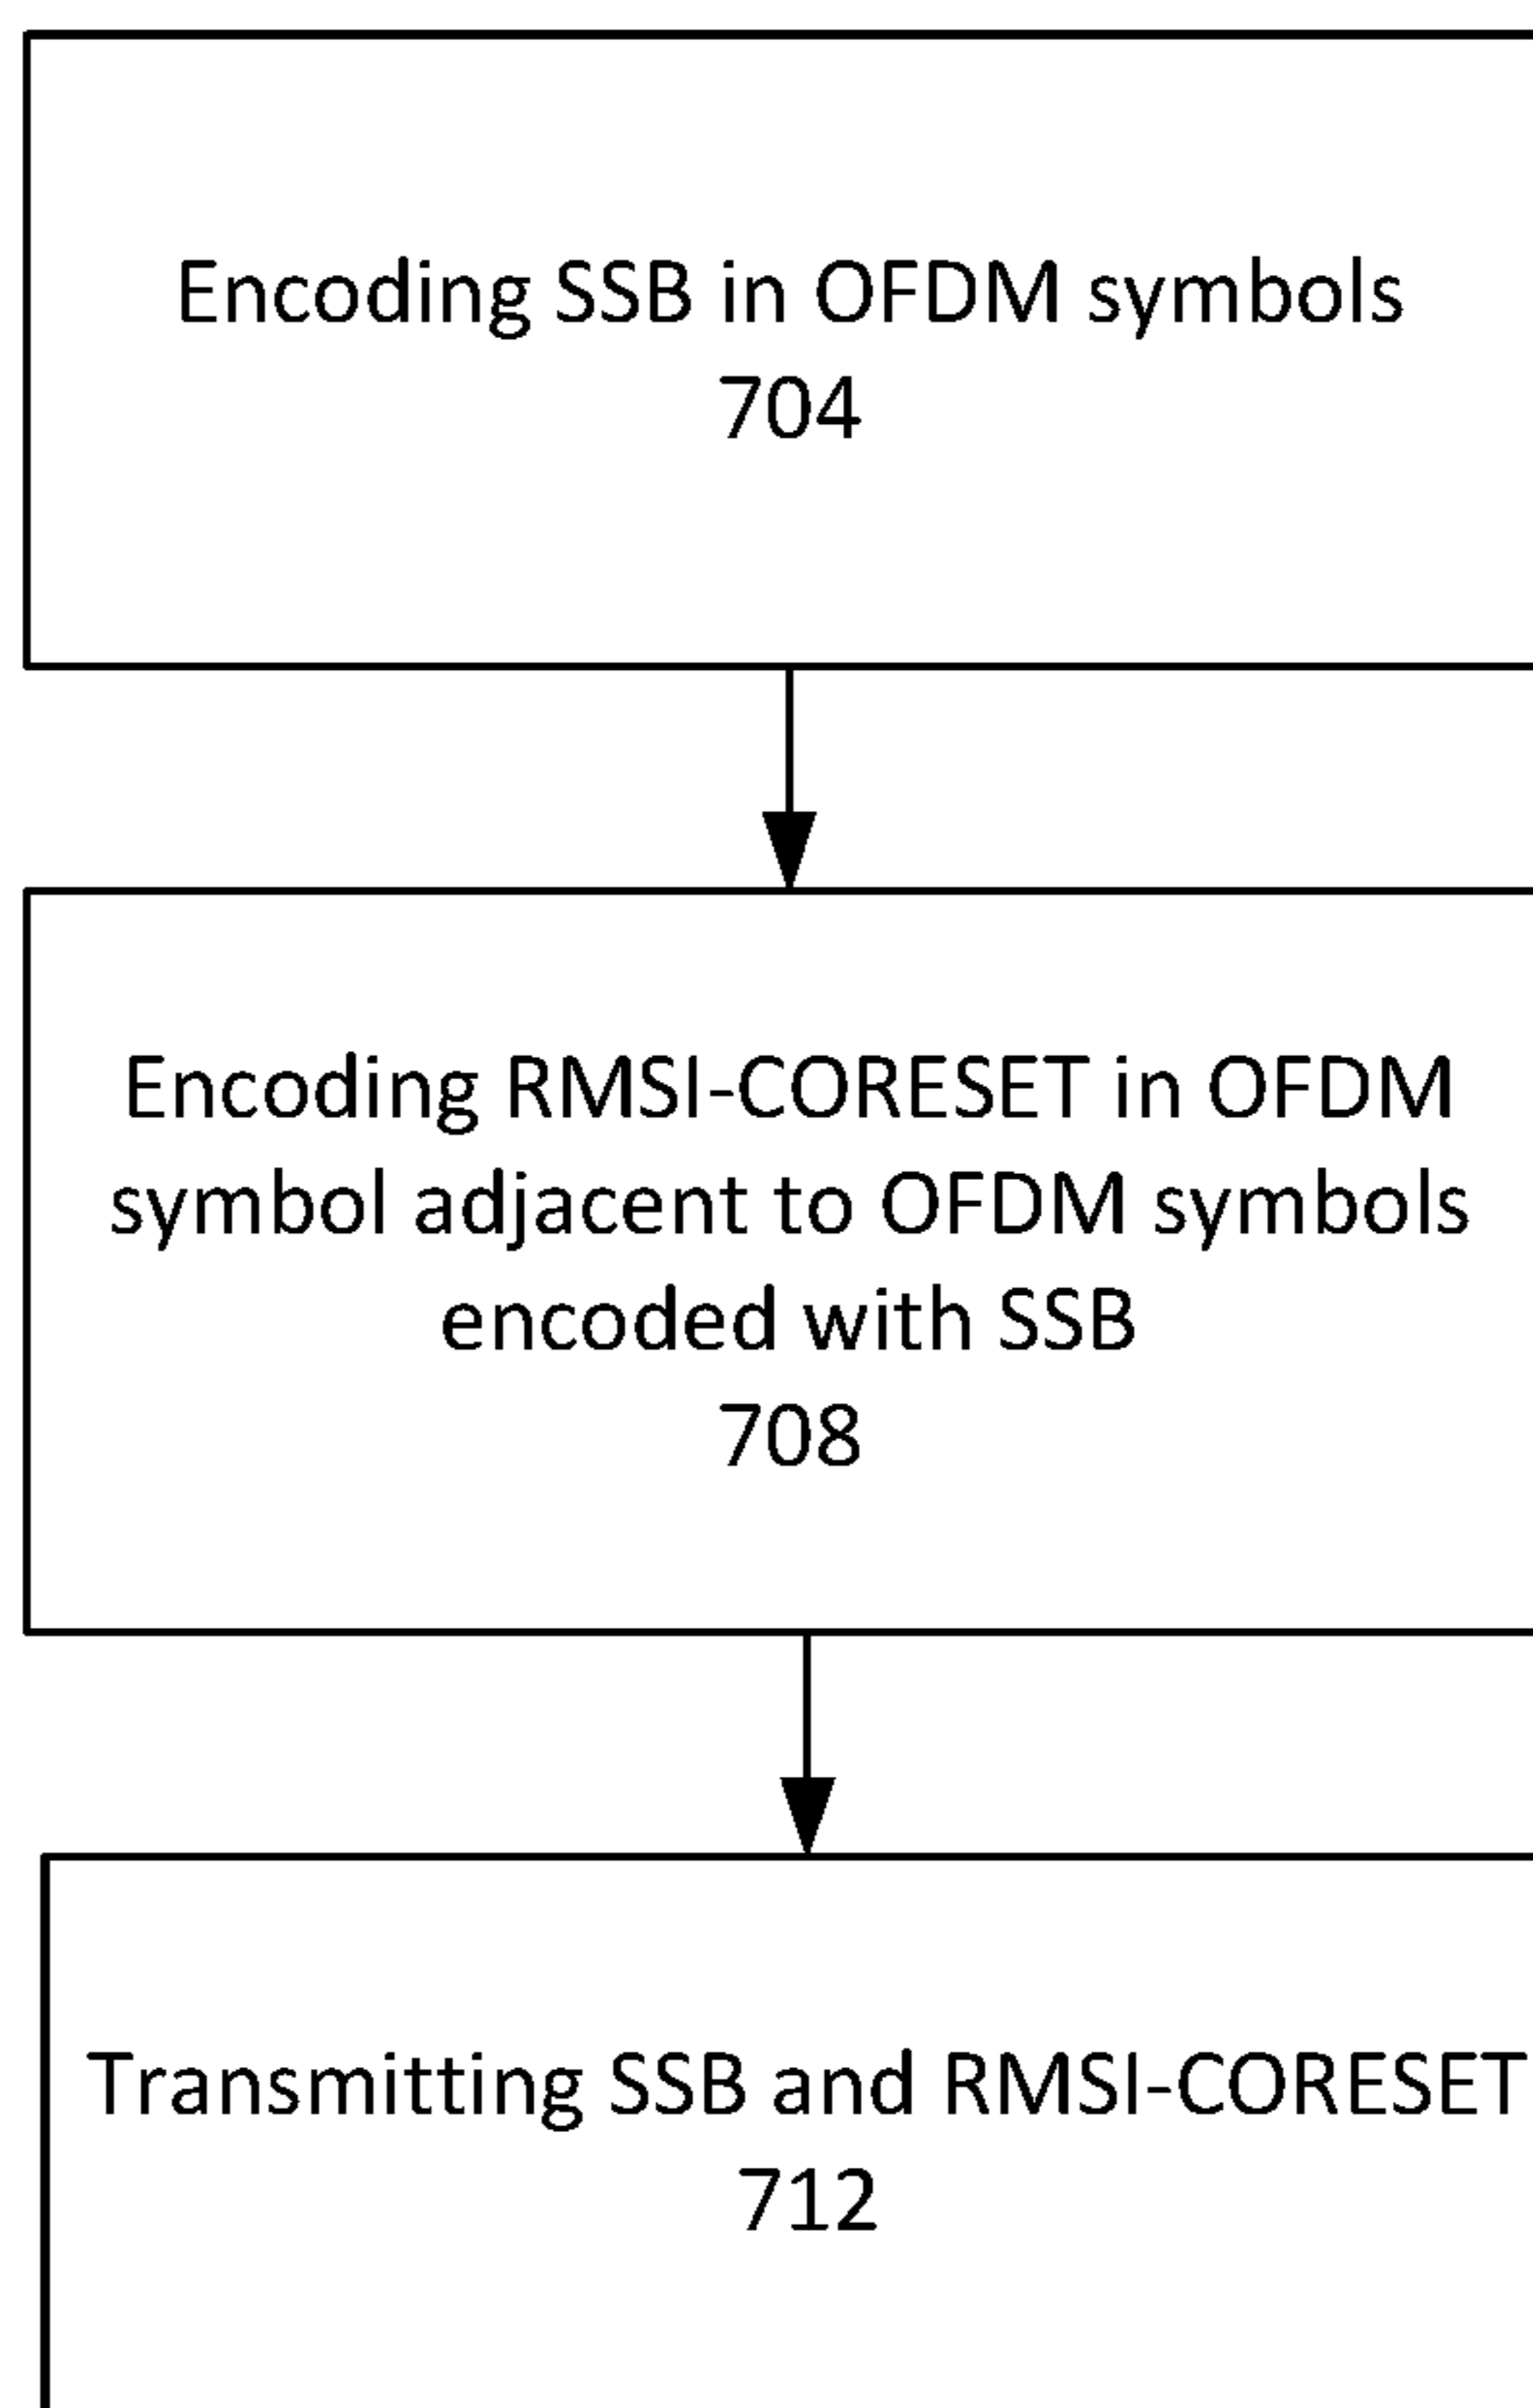 Encoding SSB in OFDM symbols
704
Encoding RMSI-CORESET in OFDM
symbol adjacent to OFDM symbols
encoded with SSB
708
Transmitting SSB and RMSI-CORESET
712